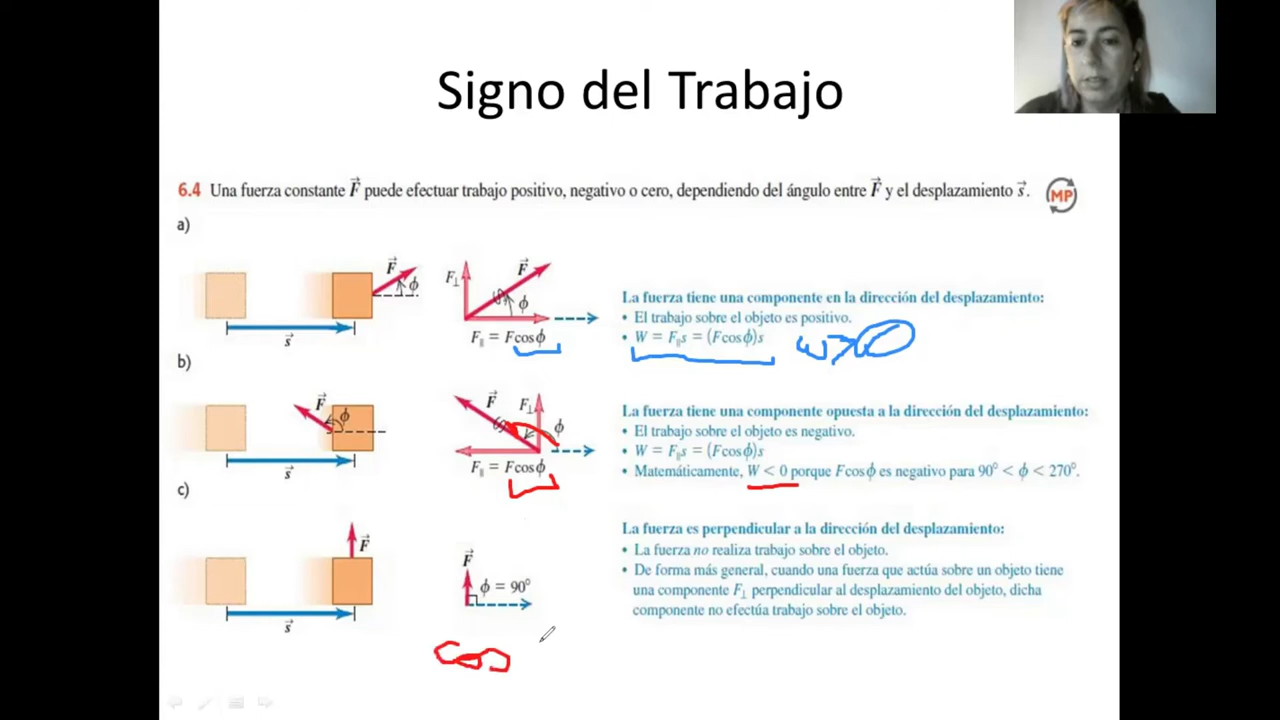 Signo del Trabajo
6.4 Una fuerza constante F⃗ puede efectuar trabajo positivo, negativo o cero, dependiendo del ángulo entre F⃗ y el desplazamiento s⃗.
MP
a)
F⃗
ϕ
s⃗
F⊥
F⃗
ϕ
F∥ = Fcosϕ
La fuerza tiene una componente en la dirección del desplazamiento:
• El trabajo sobre el objeto es positivo.
• W = F∥s = (Fcosϕ)s
W>0
b)
F⃗
ϕ
s⃗
F⃗
F⊥
ϕ
F∥ = Fcosϕ
La fuerza tiene una componente opuesta a la dirección del desplazamiento:
• El trabajo sobre el objeto es negativo.
• W = F∥s = (Fcosϕ)s
• Matemáticamente, W < 0 porque Fcosϕ es negativo para 90° < ϕ < 270°.
c)
F⃗
s⃗
F⃗
ϕ = 90°
La fuerza es perpendicular a la dirección del desplazamiento:
• La fuerza no realiza trabajo sobre el objeto.
• De forma más general, cuando una fuerza que actúa sobre un objeto tiene
una componente F⊥ perpendicular al desplazamiento del objeto, dicha
componente no efectúa trabajo sobre el objeto.
cos